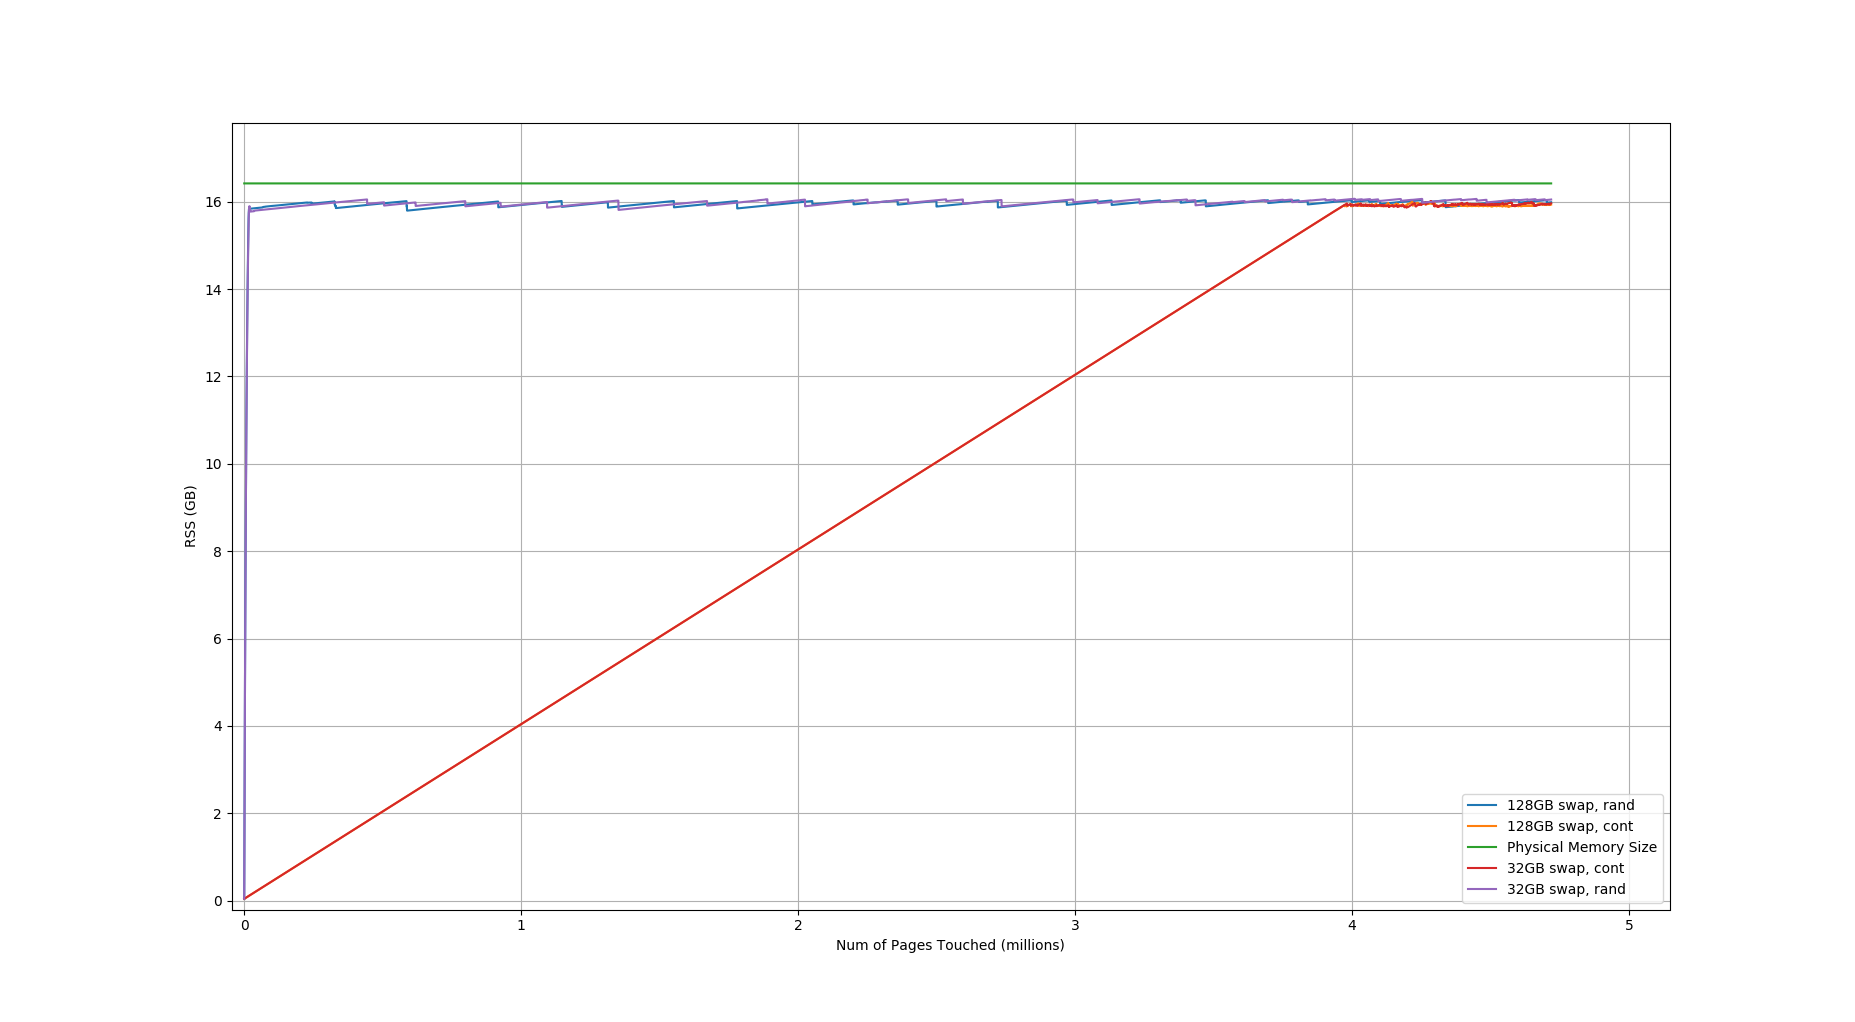 16
14
12
10
8
6
4
2
0
RSS (GB)
0 1 2 3 4 5
Num of Pages Touched (millions)
128GB swap, rand
128GB swap, cont
Physical Memory Size
32GB swap, cont
32GB swap, rand